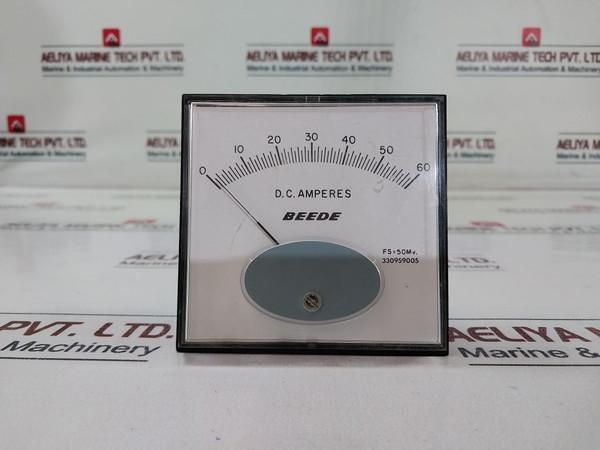 AELIYA MARINE TECH PVT. LTD.
Marine & Industrial Automation & Machinery
AELIYA MARINE TECH PVT. LTD.
Marine & Industrial Automation & Machinery
AELIYA MARINE TECH PVT. LTD.
Marine & Industrial Automation & Machinery
0 10 20 30 40 50 60
D.C. AMPERES
BEEDE
FS=50Mv.
330959005
PVT. LTD.
Machinery
AELIYA MARINE
Marine &